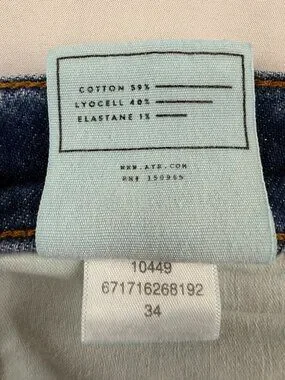 COTTON 59%
LYOCELL 40%
ELASTANE 1%
WWW.AYR.COM
RN# 150965
10449
671716268192
34